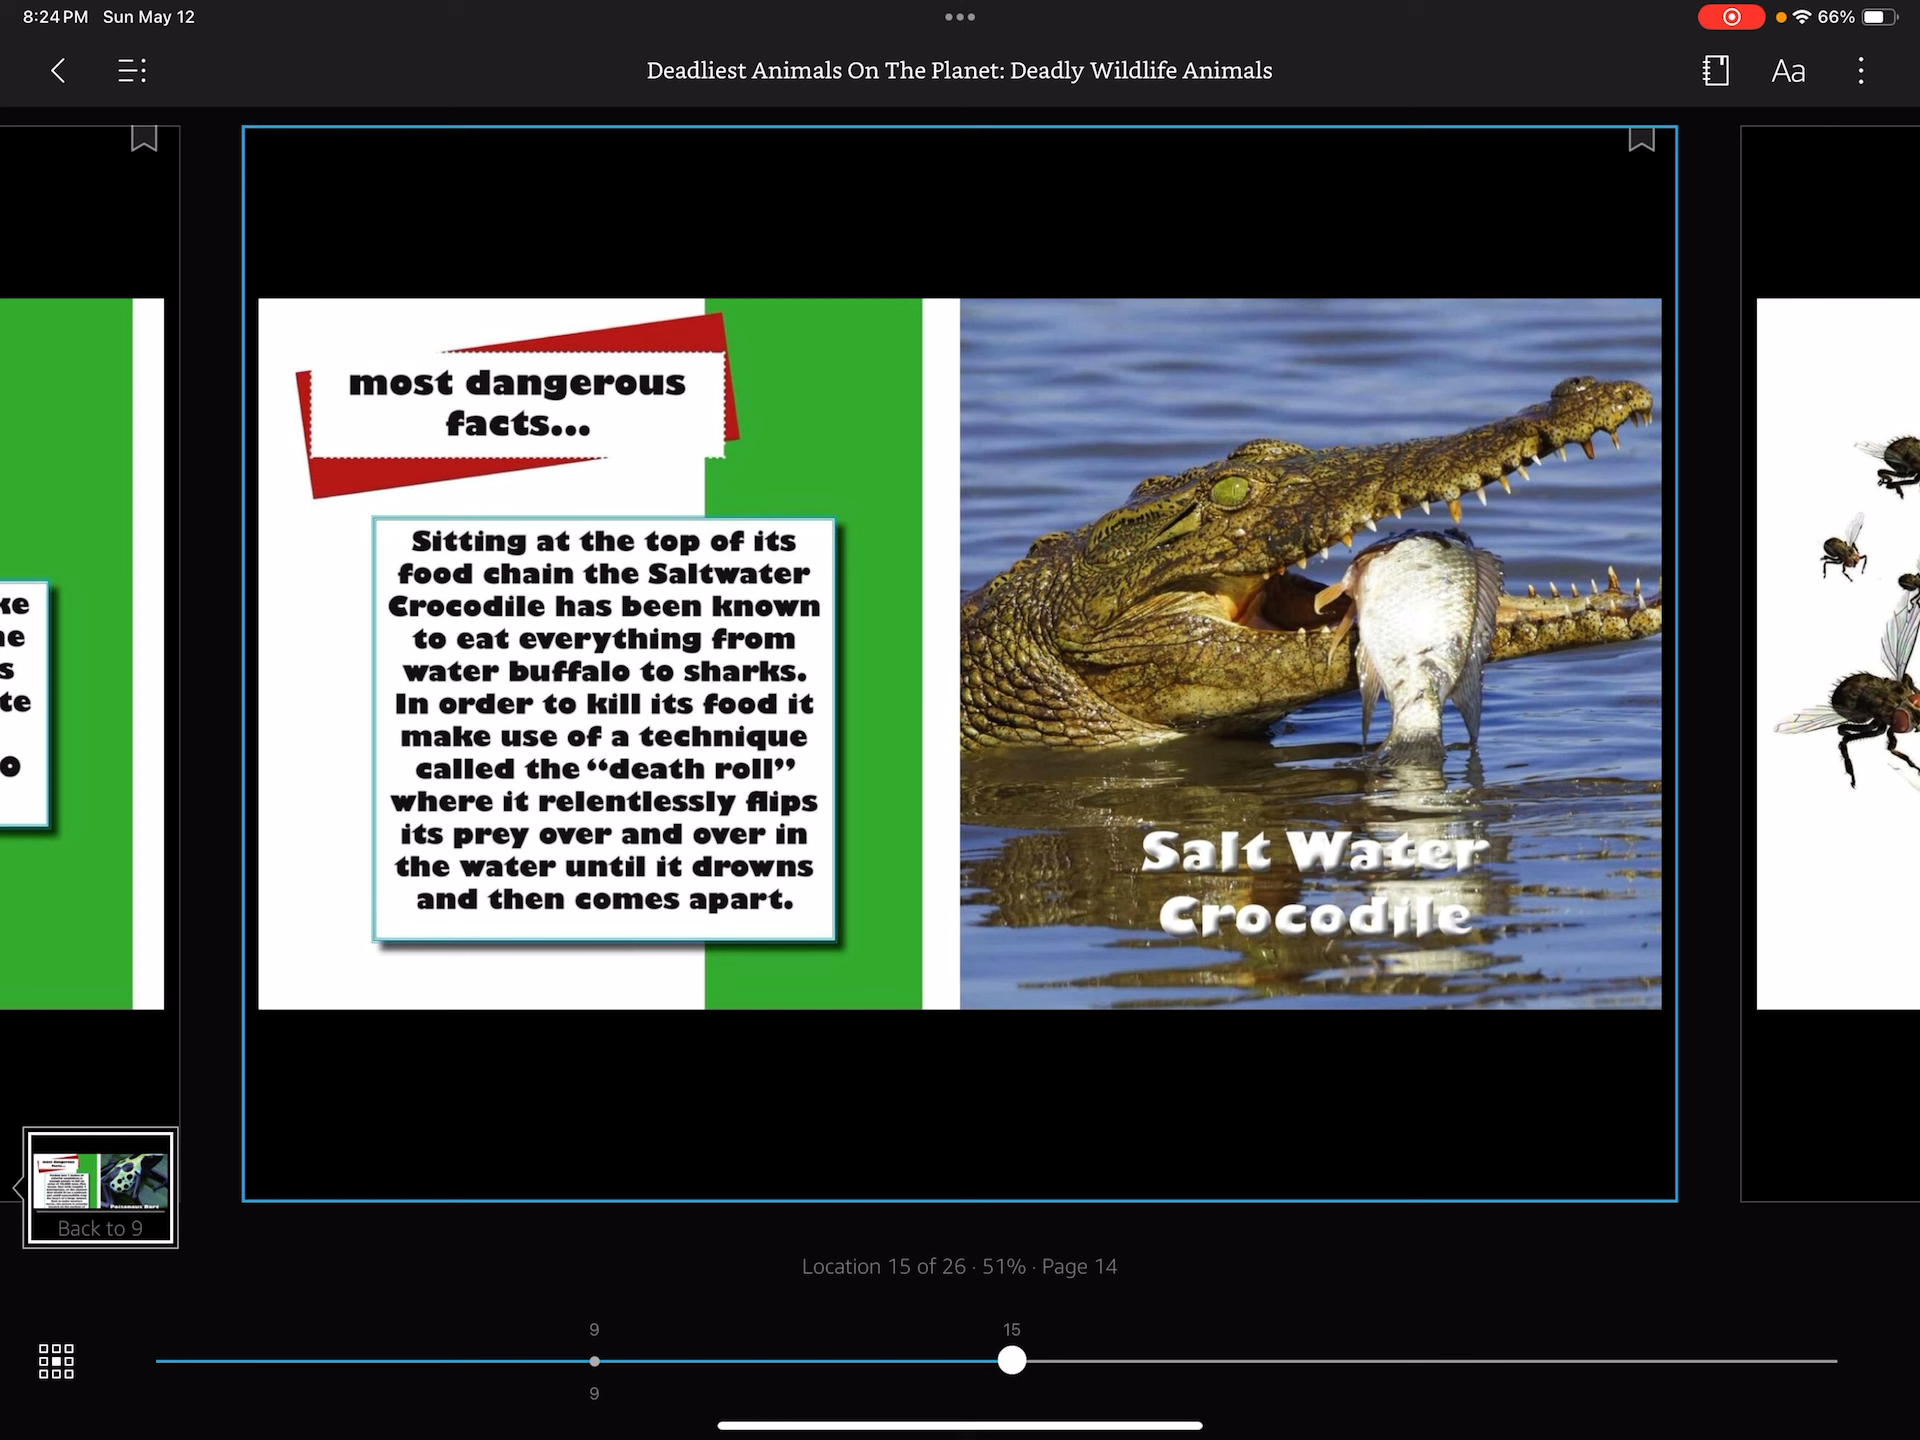 8:24 PM Sun May 12
66%
Deadliest Animals On The Planet: Deadly Wildlife Animals
Aa
most dangerous
facts...
Sitting at the top of its
food chain the Saltwater
Crocodile has been known
to eat everything from
water buffalo to sharks.
In order to kill its food it
make use of a technique
called the “death roll”
where it relentlessly flips
its prey over and over in
the water until it drowns
and then comes apart.
Salt Water
Crocodile
most dangerous
facts...
Back to 9
Location 15 of 26 · 51% · Page 14
9
15
9